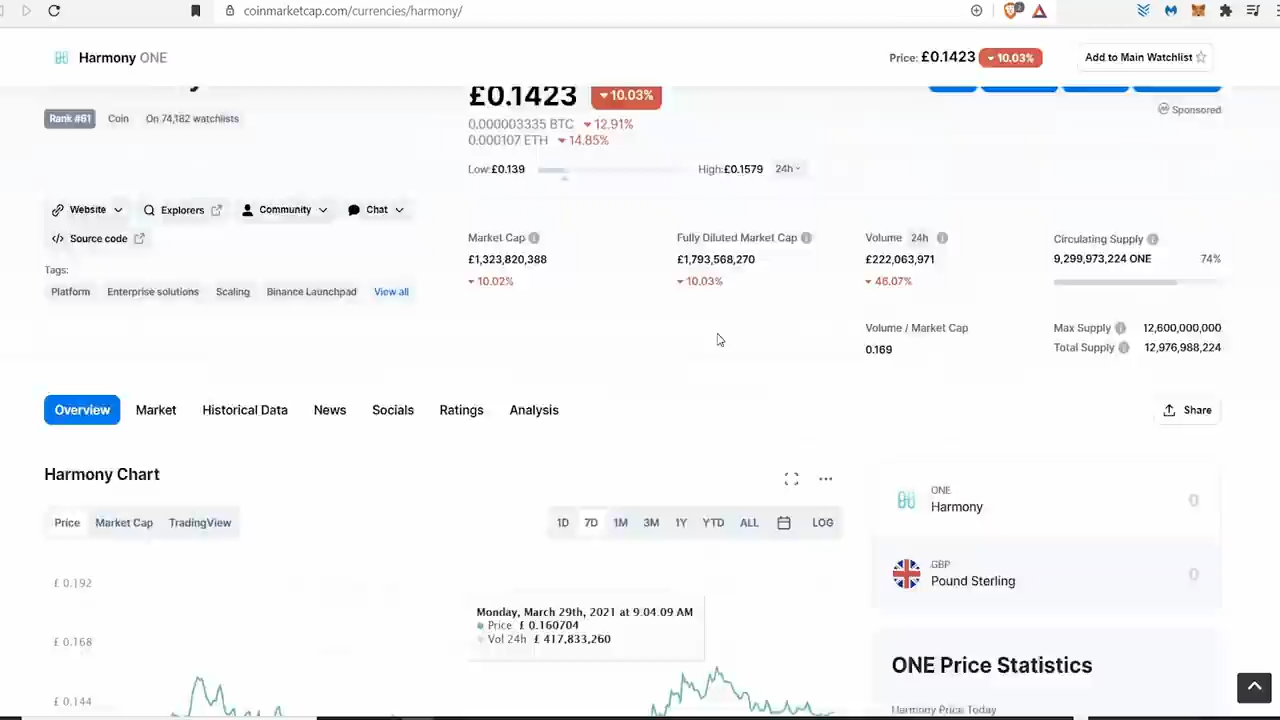 coinmarketcap.com/currencies/harmony/
Harmony ONE
Price: £0.1423 10.03%
Add to Main Watchlist
£0.1423 10.03%
Rank #61 Coin On 74,182 watchlists
0.000003335 BTC 12.91%
0.000107 ETH 14.85%
Sponsored
Low:£0.139 High:£0.1579 24h
Website Explorers Community Chat
Source code
Tags:
Platform Enterprise solutions Scaling Binance Launchpad View all
Market Cap Fully Diluted Market Cap Volume 24h Circulating Supply
£1,323,820,388 £1,793,568,270 £222,063,971 9,299,973,224 ONE 74%
10.02% 10.03% 46.07%
Volume / Market Cap Max Supply 12,600,000,000
0.169 Total Supply 12,976,988,224
Overview Market Historical Data News Socials Ratings Analysis Share
Harmony Chart
Price Market Cap TradingView 1D 7D 1M 3M 1Y YTD ALL LOG
ONE
Harmony 0
GBP
Pound Sterling 0
£ 0.192
Monday, March 29th, 2021 at 9.04.09 AM
Price £ 0.160704
Vol 24h £ 417,833,260
£ 0.168
£ 0.144
ONE Price Statistics
Harmony Price Today